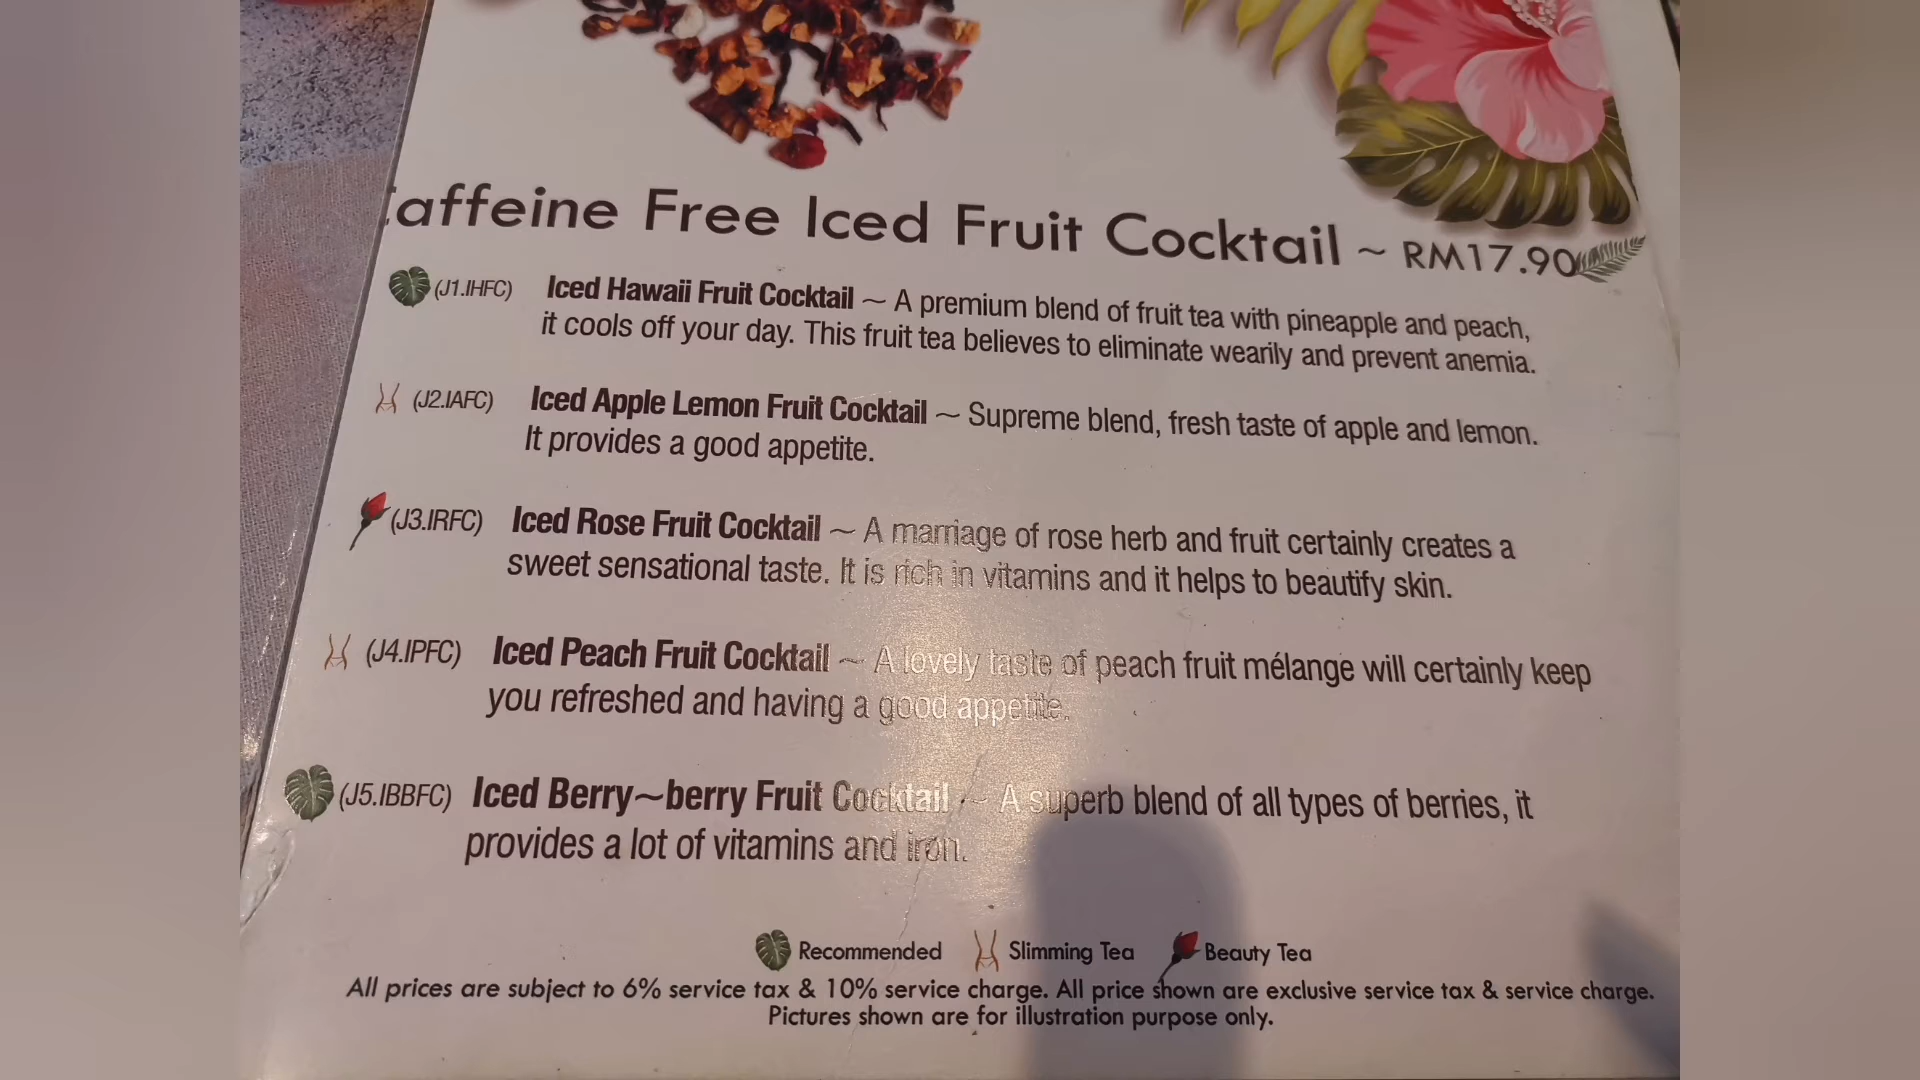 Caffeine Free Iced Fruit Cocktail ~ RM17.90
(J1.IHFC) Iced Hawaii Fruit Cocktail ~ A premium blend of fruit tea with pineapple and peach,
it cools off your day. This fruit tea believes to eliminate wearily and prevent anemia.
(J2.IAFC) Iced Apple Lemon Fruit Cocktail ~ Supreme blend, fresh taste of apple and lemon.
It provides a good appetite.
(J3.IRFC) Iced Rose Fruit Cocktail ~ A marriage of rose herb and fruit certainly creates a
sweet sensational taste. It is rich in vitamins and it helps to beautify skin.
(J4.IPFC) Iced Peach Fruit Cocktail ~ A lovely taste of peach fruit mélange will certainly keep
you refreshed and having a good appetite.
(J5.IBBFC) Iced Berry~berry Fruit Cocktail ~ A superb blend of all types of berries, it
provides a lot of vitamins and iron.
Recommended Slimming Tea Beauty Tea
All prices are subject to 6% service tax & 10% service charge. All price shown are exclusive service tax & service charge.
Pictures shown are for illustration purpose only.